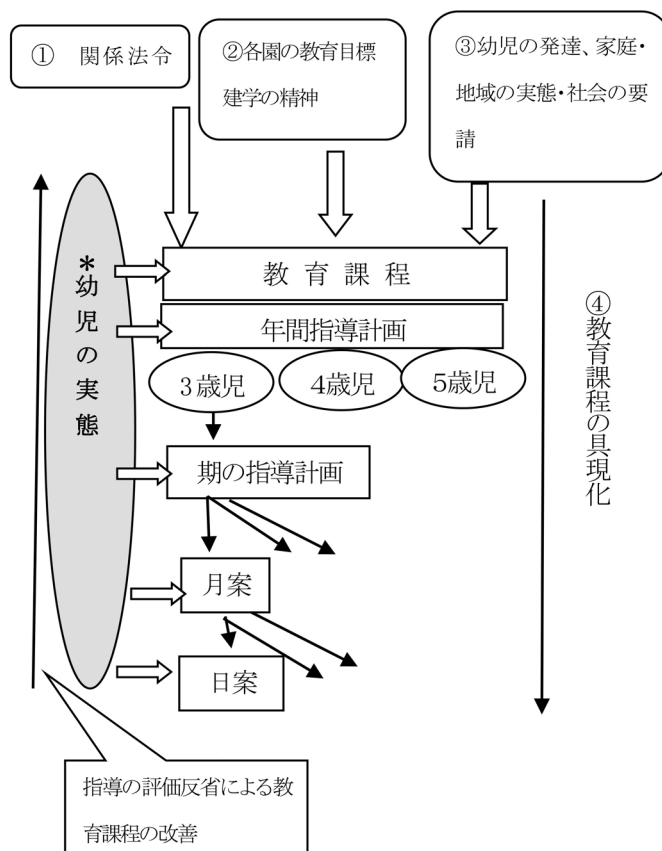 ① 関係法令
②各園の教育目標
建学の精神
③幼児の発達、家庭・
地域の実態・社会の要
請
*幼児の実態
教育課程
年間指導計画
3歳児
4歳児
5歳児
期の指導計画
月案
日案
④教育課程の具現化
指導の評価反省による教
育課程の改善